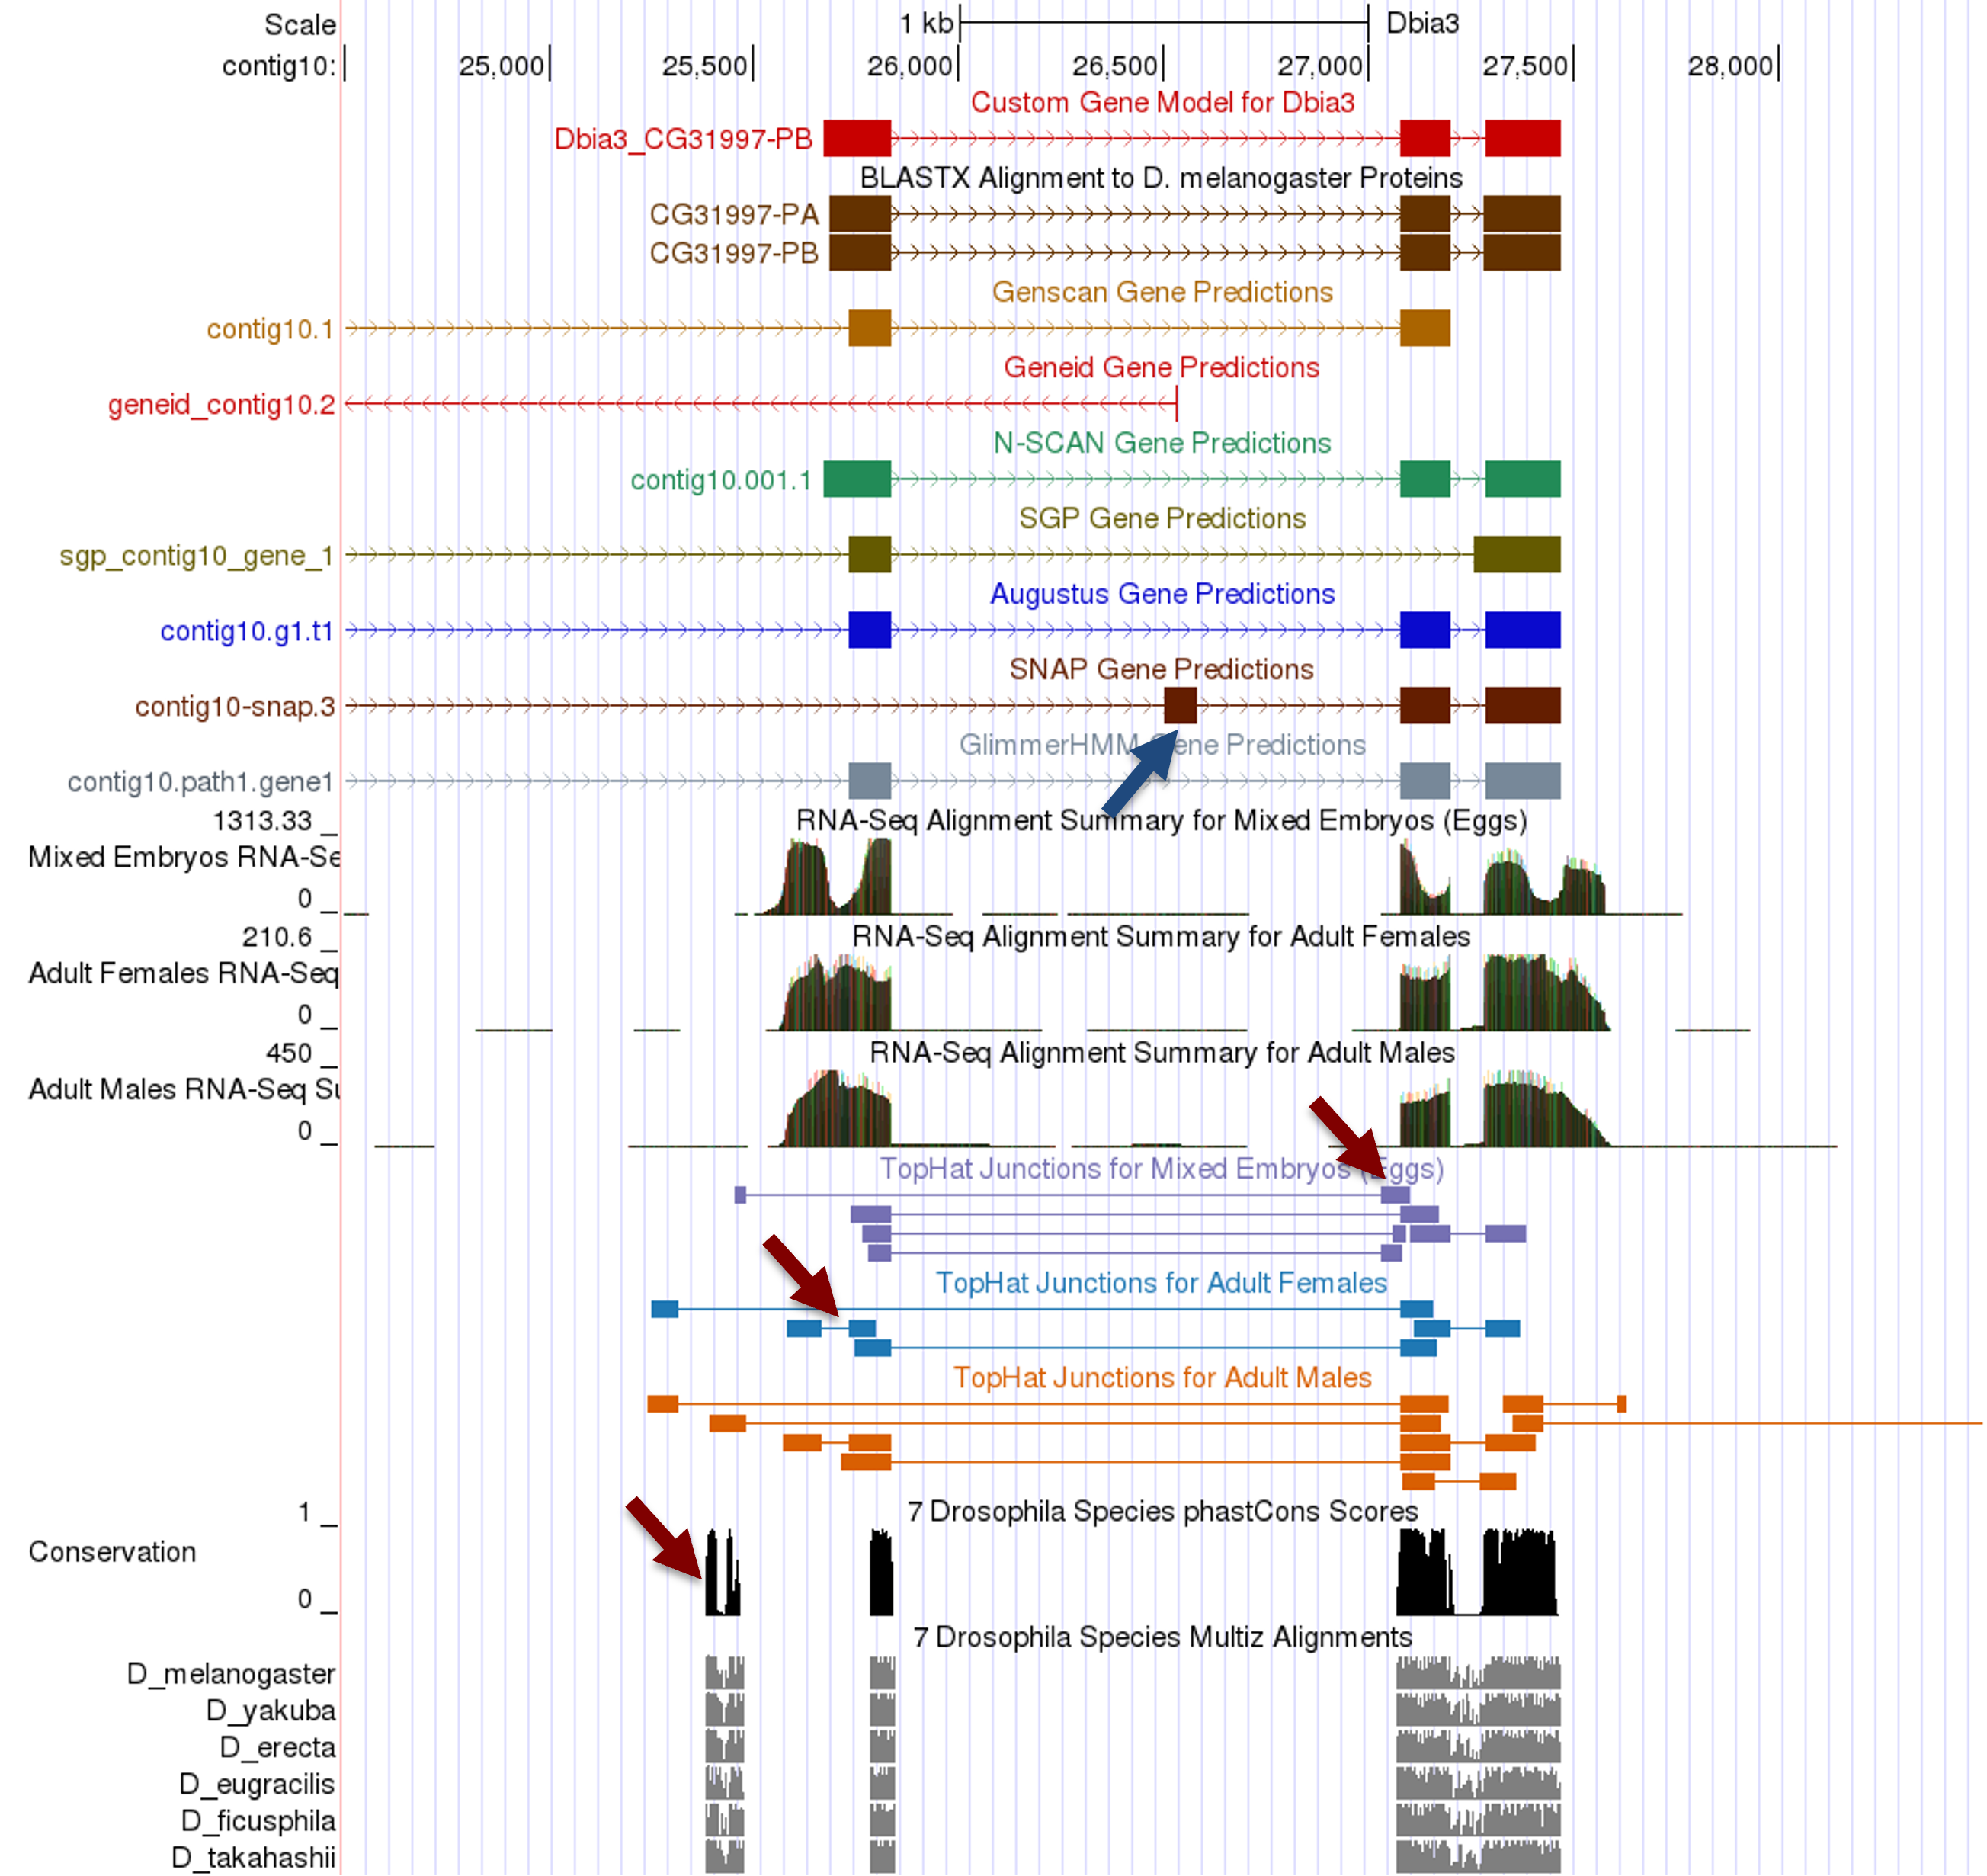 Scale 1 kb Dbia3
contig10: 25,000 25,500 26,000 26,500 27,000 27,500 28,000
Custom Gene Model for Dbia3
Dbia3_CG31997-PB
BLASTX Alignment to D. melanogaster Proteins
CG31997-PA
CG31997-PB
Genscan Gene Predictions
contig10.1
Geneid Gene Predictions
geneid_contig10.2
N-SCAN Gene Predictions
contig10.001.1
SGP Gene Predictions
sgp_contig10_gene_1
Augustus Gene Predictions
contig10.g1.t1
SNAP Gene Predictions
contig10-snap.3
GlimmerHMM Gene Predictions
contig10.path1.gene1
RNA-Seq Alignment Summary for Mixed Embryos (Eggs)
1313.33
Mixed Embryos RNA-Se
0
RNA-Seq Alignment Summary for Adult Females
210.6
Adult Females RNA-Seq
0
RNA-Seq Alignment Summary for Adult Males
450
Adult Males RNA-Seq Su
0
TopHat Junctions for Mixed Embryos (Eggs)
TopHat Junctions for Adult Females
TopHat Junctions for Adult Males
7 Drosophila Species phastCons Scores
1
Conservation
0
7 Drosophila Species Multiz Alignments
D_melanogaster
D_yakuba
D_erecta
D_eugracilis
D_ficusphila
D_takahashii